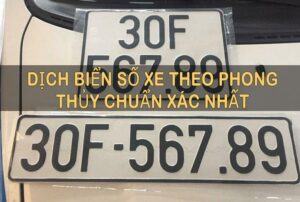 30F
567.89
DỊCH BIỂN SỐ XE THEO PHONG
THỦY CHUẨN XÁC NHẤT
30F-567.89